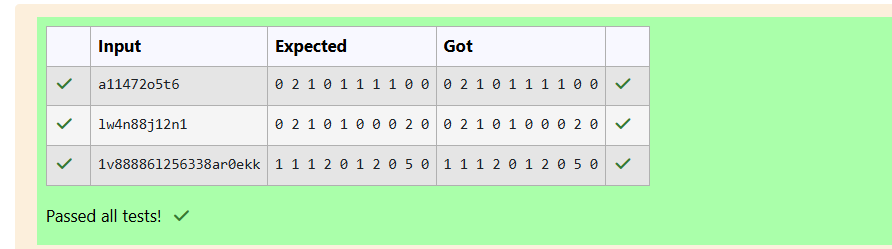 Input Expected Got
a11472o5t6 0 2 1 0 1 1 1 1 0 0 0 2 1 0 1 1 1 1 0 0
lw4n88j12n1 0 2 1 0 1 0 0 0 2 0 0 2 1 0 1 0 0 0 2 0
1v88886l256338ar0ekk 1 1 1 2 0 1 2 0 5 0 1 1 1 2 0 1 2 0 5 0
Passed all tests!